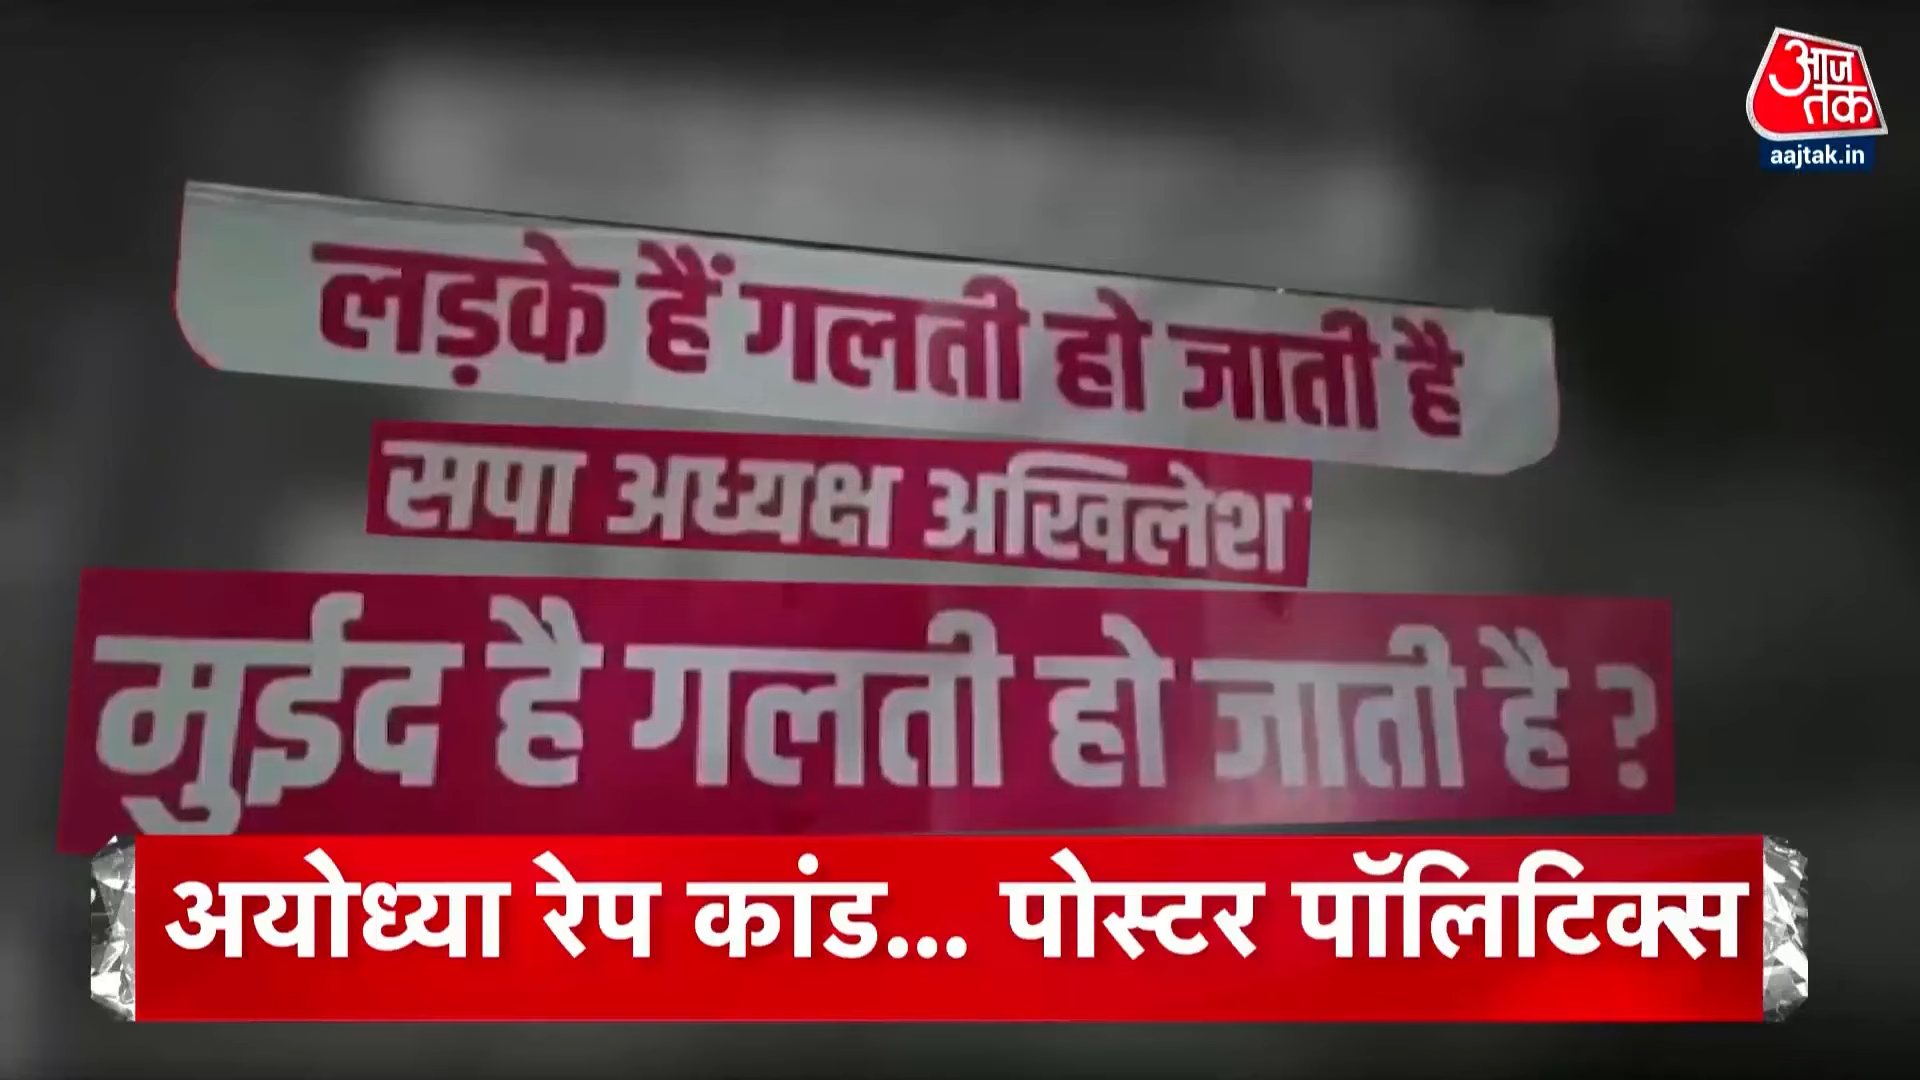 आज
तक
aajtak.in
लड़के हैं गलती हो जाती है
सपा अध्यक्ष अखिलेश
मुईद है गलती हो जाती है ?
अयोध्या रेप कांड... पोस्टर पॉलिटिक्स